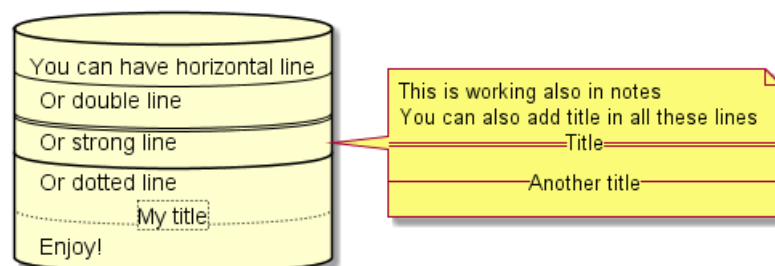 You can have horizontal line
Or double line
Or strong line
Or dotted line
My title
Enjoy!
This is working also in notes
You can also add title in all these lines
Title
Another title